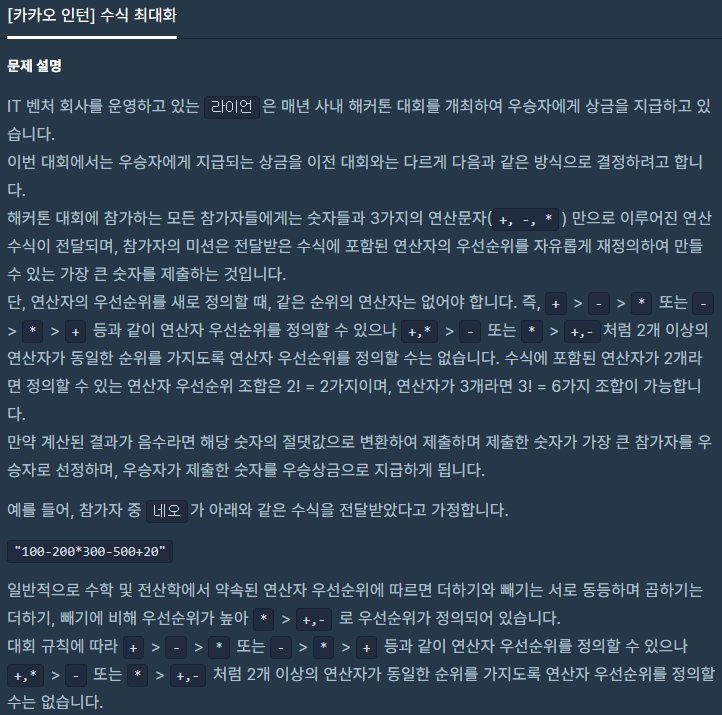 [카카오 인턴] 수식 최대화
문제 설명
IT 벤처 회사를 운영하고 있는 라이언 은 매년 사내 해커톤 대회를 개최하여 우승자에게 상금을 지급하고 있
습니다.
이번 대회에서는 우승자에게 지급되는 상금을 이전 대회와는 다르게 다음과 같은 방식으로 결정하려고 합니
다.
해커톤 대회에 참가하는 모든 참가자들에게는 숫자들과 3가지의 연산문자(+, -, *) 만으로 이루어진 연산
수식이 전달되며, 참가자의 미션은 전달받은 수식에 포함된 연산자의 우선순위를 자유롭게 재정의하여 만들
수 있는 가장 큰 숫자를 제출하는 것입니다.
단, 연산자의 우선순위를 새로 정의할 때, 같은 순위의 연산자는 없어야 합니다. 즉, + > - > * 또는 -
> * > + 등과 같이 연산자 우선순위를 정의할 수 있으나 +,* > - 또는 * > +,- 처럼 2개 이상의
연산자가 동일한 순위를 가지도록 연산자 우선순위를 정의할 수는 없습니다. 수식에 포함된 연산자가 2개라
면 정의할 수 있는 연산자 우선순위 조합은 2! = 2가지이며, 연산자가 3개라면 3! = 6가지 조합이 가능합니
다.
만약 계산된 결과가 음수라면 해당 숫자의 절댓값으로 변환하여 제출하며 제출한 숫자가 가장 큰 참가자를 우
승자로 선정하며, 우승자가 제출한 숫자를 우승상금으로 지급하게 됩니다.
예를 들어, 참가자 중 네오 가 아래와 같은 수식을 전달받았다고 가정합니다.
"100-200*300-500+20"
일반적으로 수학 및 전산학에서 약속된 연산자 우선순위에 따르면 더하기와 빼기는 서로 동등하며 곱하기는
더하기, 빼기에 비해 우선순위가 높아 * > +,- 로 우선순위가 정의되어 있습니다.
대회 규칙에 따라 + > - > * 또는 - > * > + 등과 같이 연산자 우선순위를 정의할 수 있으나
+,* > - 또는 * > +,- 처럼 2개 이상의 연산자가 동일한 순위를 가지도록 연산자 우선순위를 정의할
수는 없습니다.